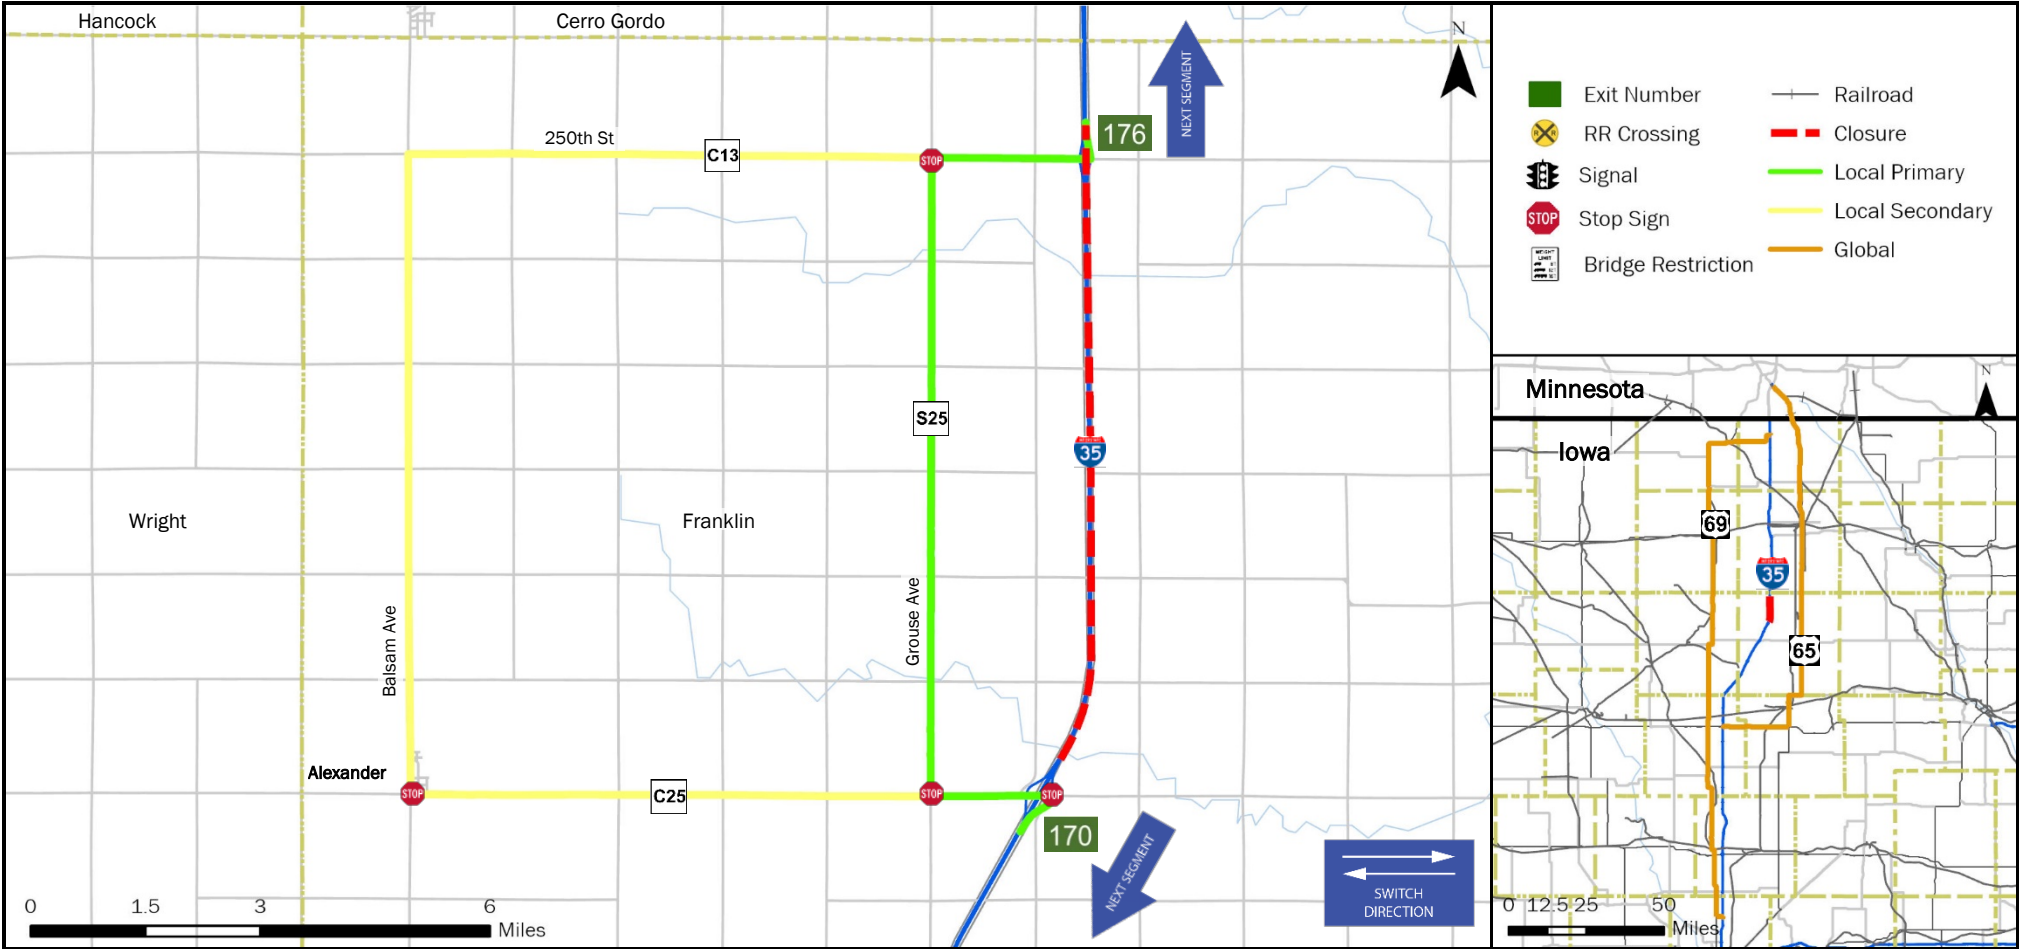 Hancock
Cerro Gordo
N
NEXT SEGMENT
176
250th St
C13
STOP
S25
35
Wright
Franklin
Balsam Ave
Grouse Ave
Alexander
STOP
C25
STOP
STOP
170
NEXT SEGMENT
SWITCH
DIRECTION
0 1.5 3 6
Miles
Exit Number
Railroad
RR Crossing
Closure
Signal
Local Primary
STOP
Stop Sign
Local Secondary
WEIGHT
LIMIT
Bridge Restriction
Global
Minnesota
N
Iowa
69
35
65
0 12.5 25 50
Miles